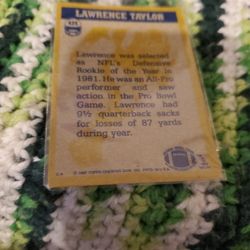 LAWRENCE TAYLOR
Lawrence was selected
as NFL's Defensive
Rookie of the Year in
1981. He was an All-Pro
performer and saw
action in the Pro Bowl
Game. Lawrence had
9½ quarterback sacks
for losses of 87 yards
during year.